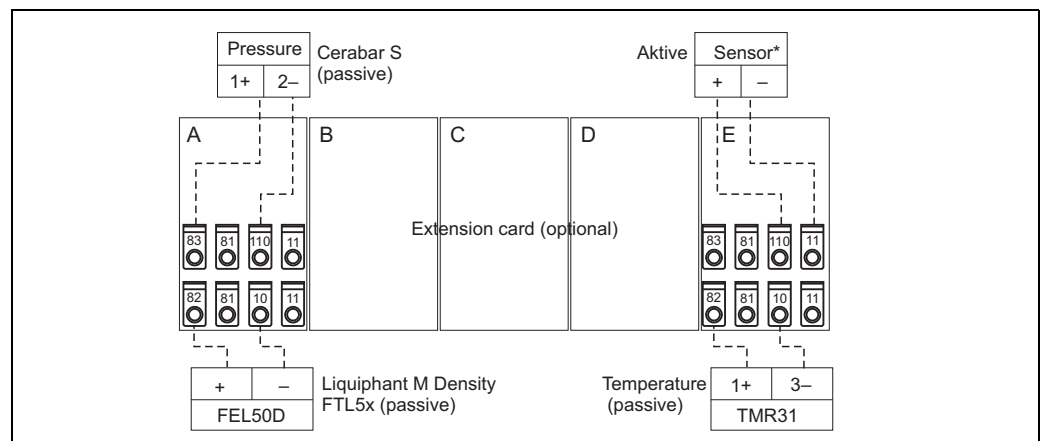 Pressure
1+ 2–
Cerabar S
(passive)
Aktive
Sensor*
+ –
A B C D E
Extension card (optional)
83 81 110 11
82 81 10 11
83 81 110 11
82 81 10 11
+ –
FEL50D
Liquiphant M Density
FTL5x (passive)
Temperature
(passive)
1+ 3–
TMR31